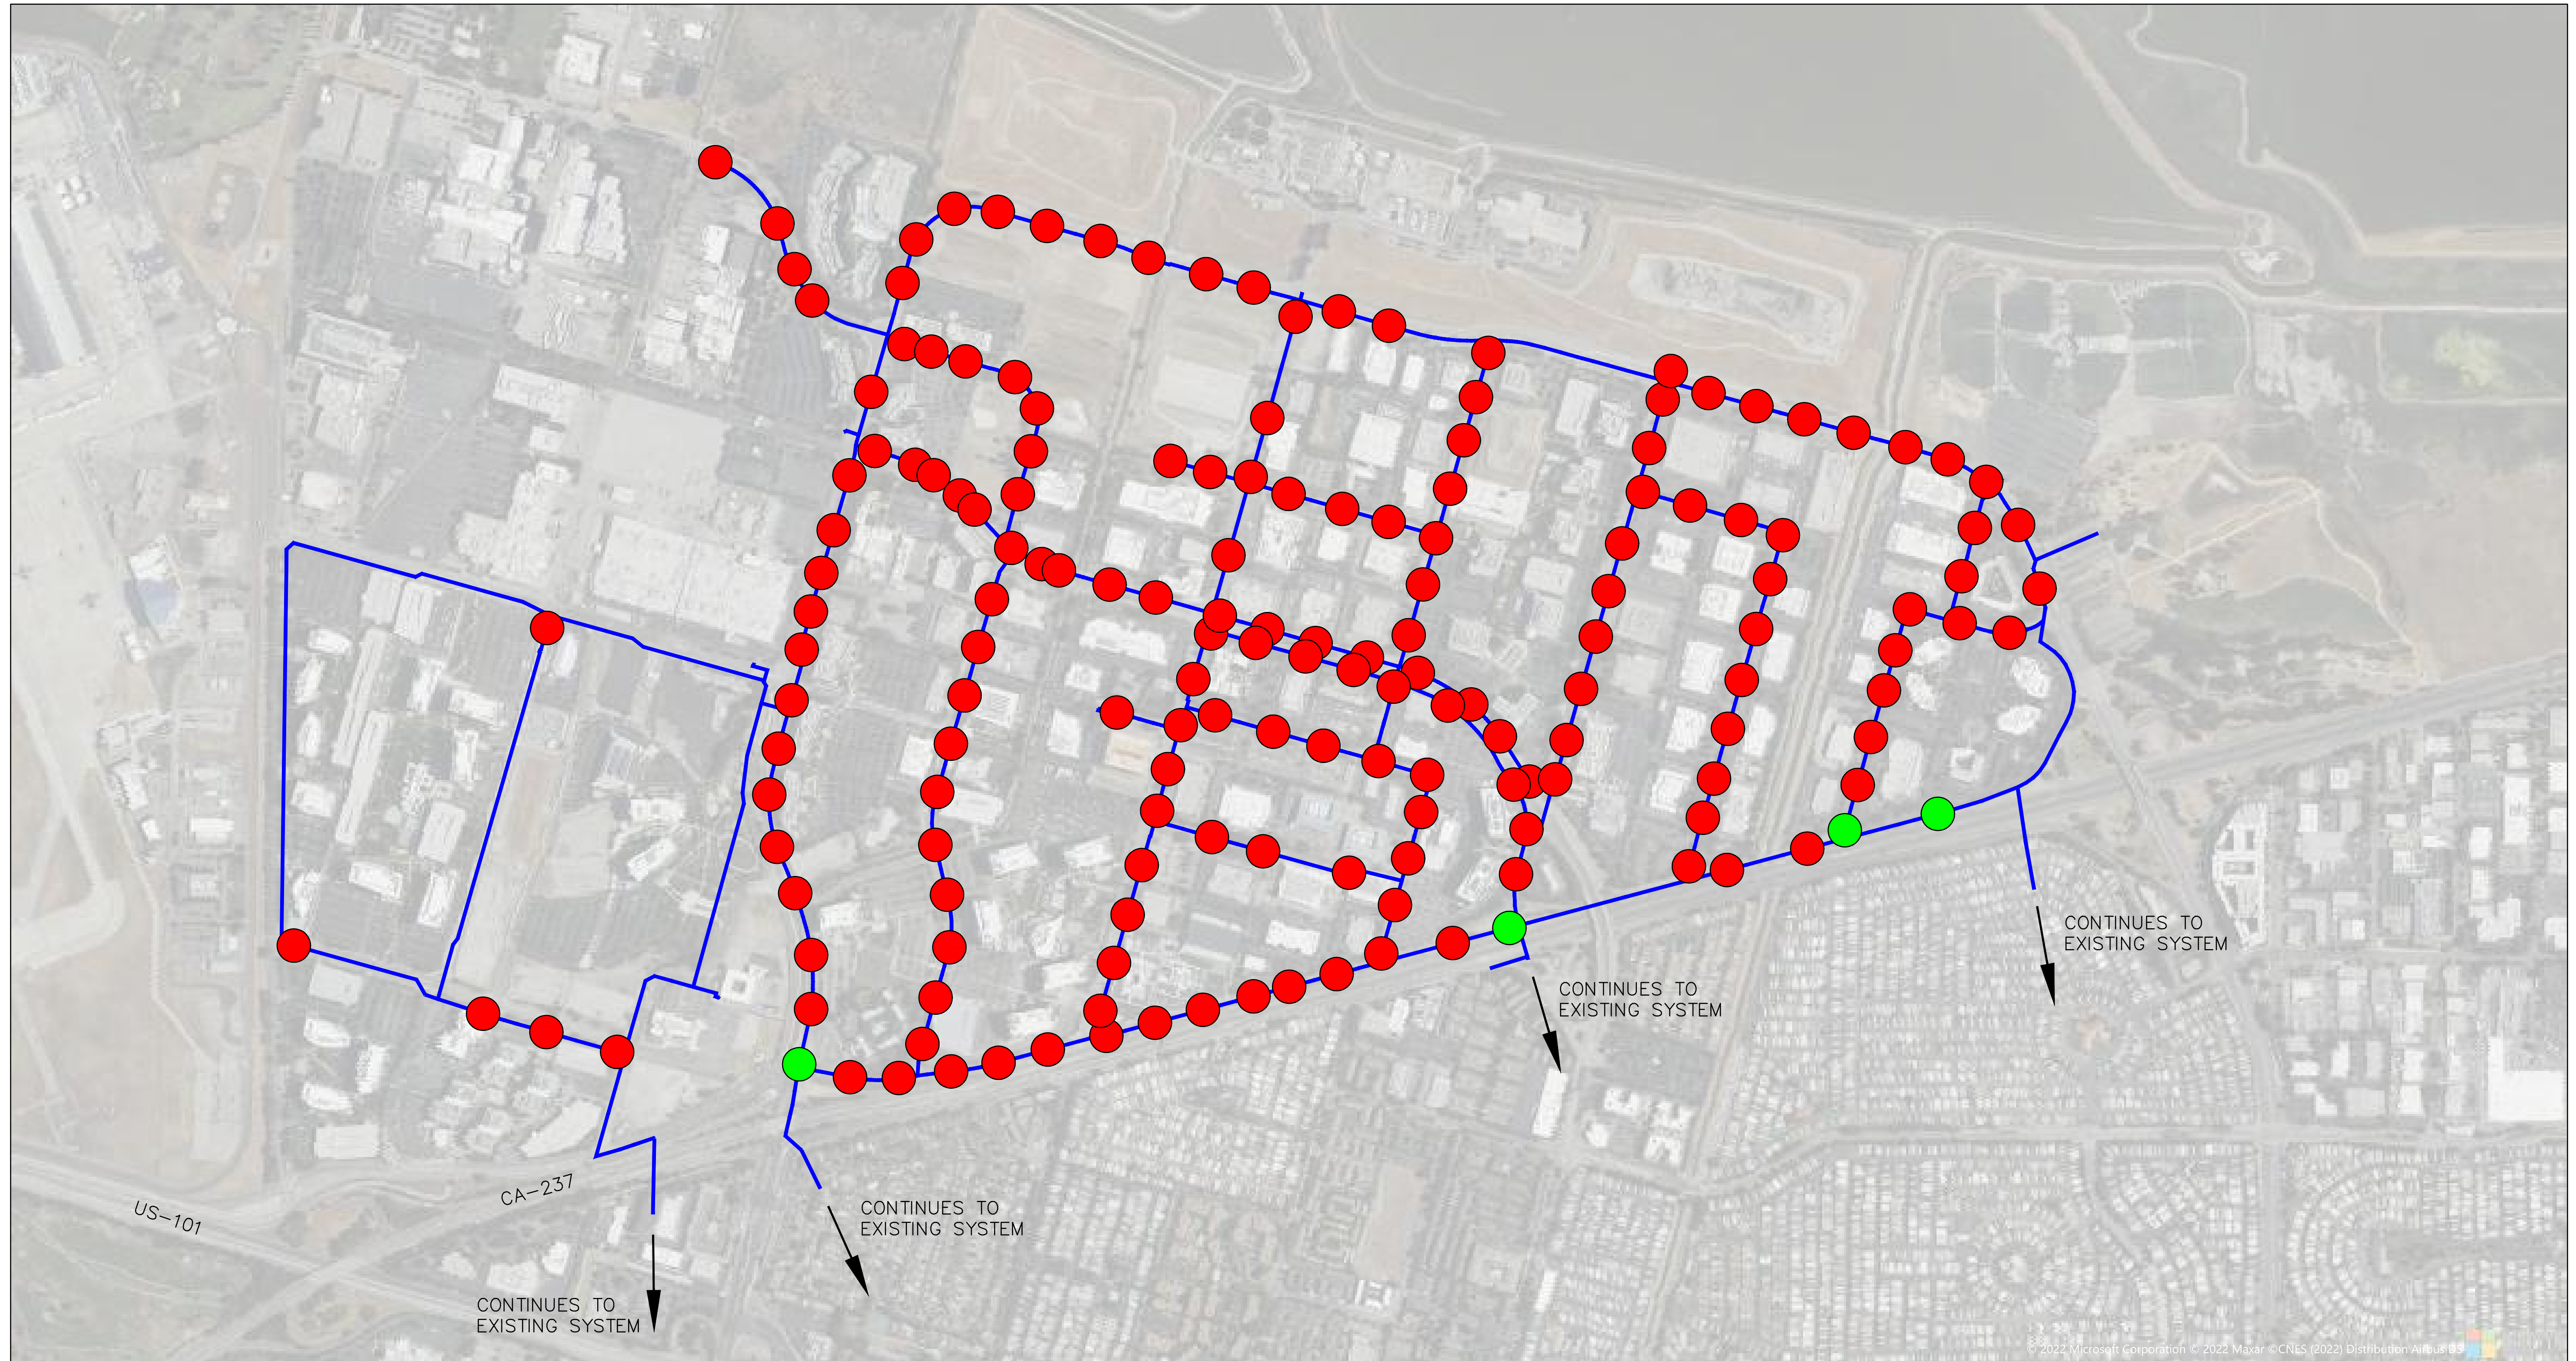 CONTINUES TO
EXISTING SYSTEM
CONTINUES TO
EXISTING SYSTEM
CA-237
US-101
CONTINUES TO
EXISTING SYSTEM
CONTINUES TO
EXISTING SYSTEM
© 2022 Microsoft Corporation © 2022 Maxar ©CNES (2022) Distribution Airbus DS